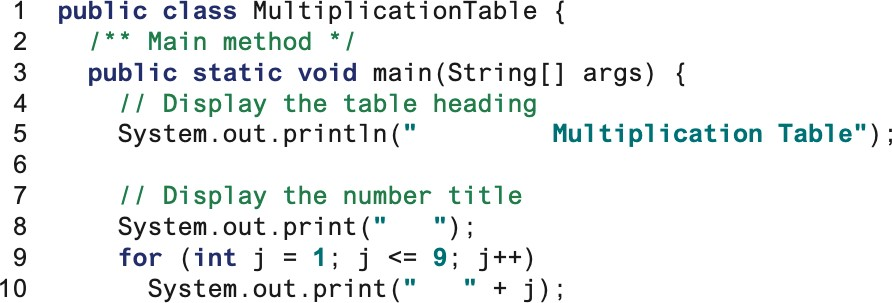 1 public class MultiplicationTable {
2   /** Main method */
3   public static void main(String[] args) {
4     // Display the table heading
5     System.out.println("         Multiplication Table");
6
7     // Display the number title
8     System.out.print("   ");
9     for (int j = 1; j <= 9; j++)
10       System.out.print("   " + j);